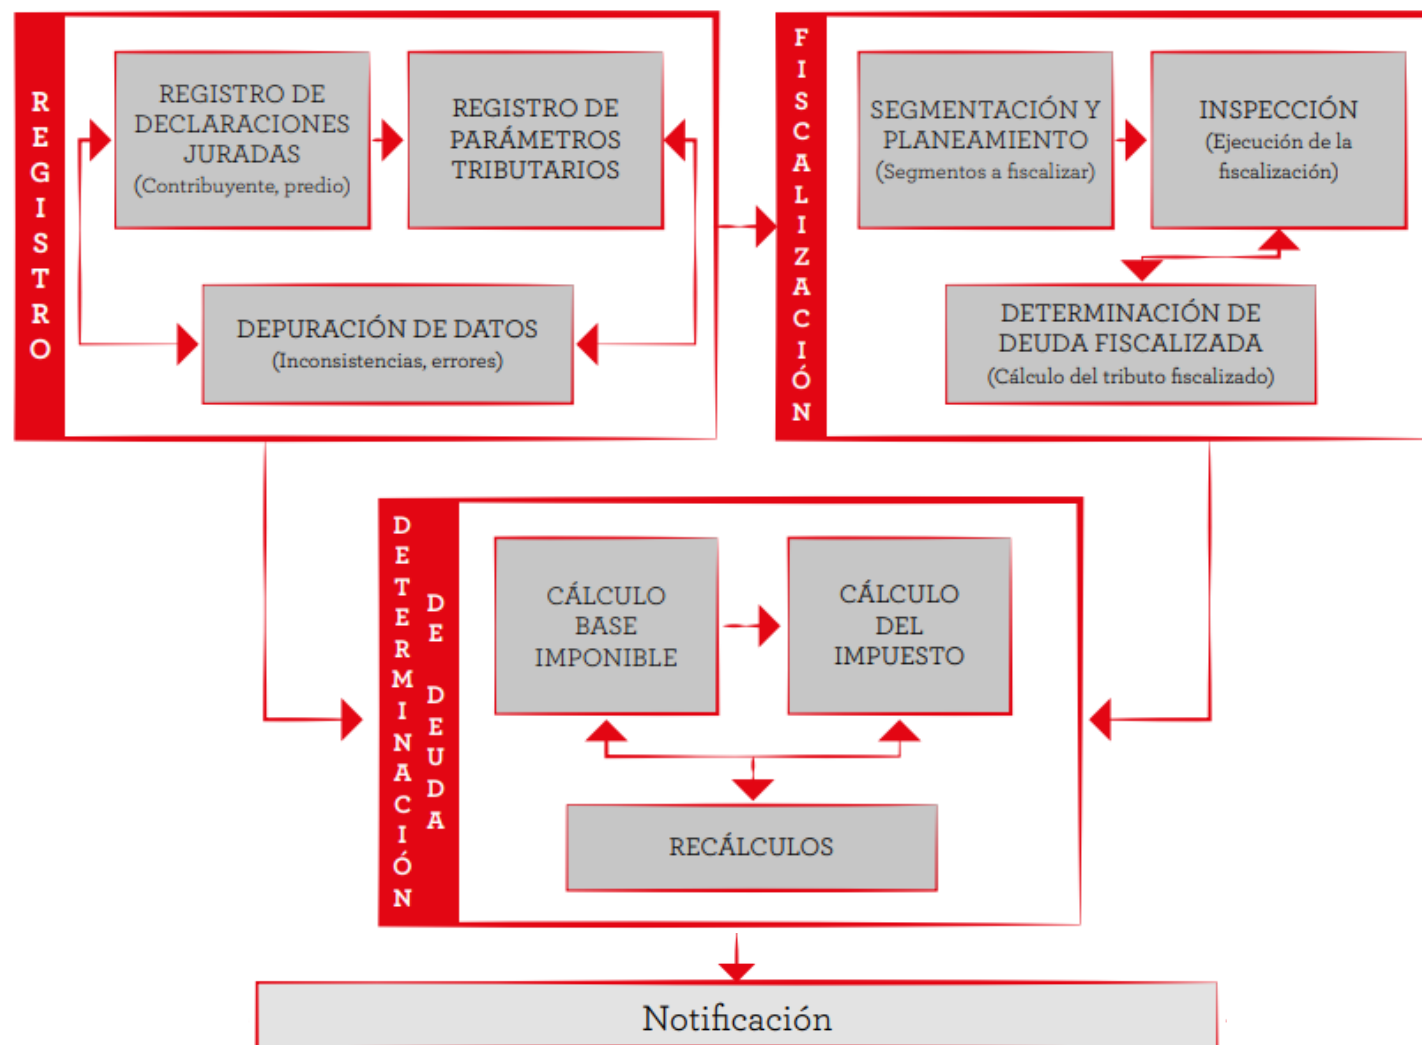 REGISTRO
REGISTRO DE
DECLARACIONES
JURADAS
(Contribuyente, predio)
REGISTRO DE
PARÁMETROS
TRIBUTARIOS
DEPURACIÓN DE DATOS
(Inconsistencias, errores)
FISCALIZACIÓN
SEGMENTACIÓN Y
PLANEAMIENTO
(Segmentos a fiscalizar)
INSPECCIÓN
(Ejecución de la
fiscalización)
DETERMINACIÓN DE
DEUDA FISCALIZADA
(Cálculo del tributo fiscalizado)
DETERMINACIÓN
DE DEUDA
CÁLCULO
BASE
IMPONIBLE
CÁLCULO
DEL
IMPUESTO
RECÁLCULOS
Notificación